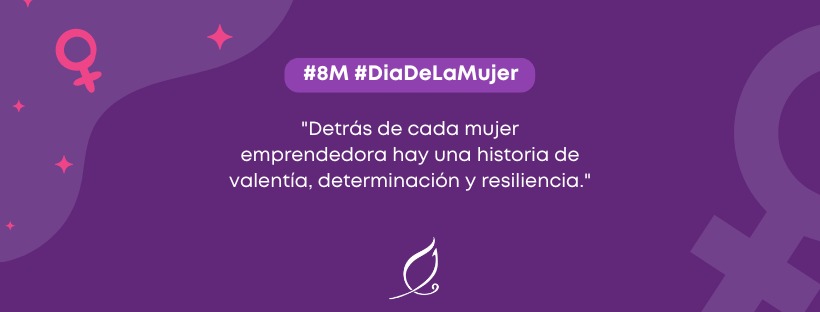 #8M #DiaDeLaMujer
"Detrás de cada mujer
emprendedora hay una historia de
valentía, determinación y resiliencia."